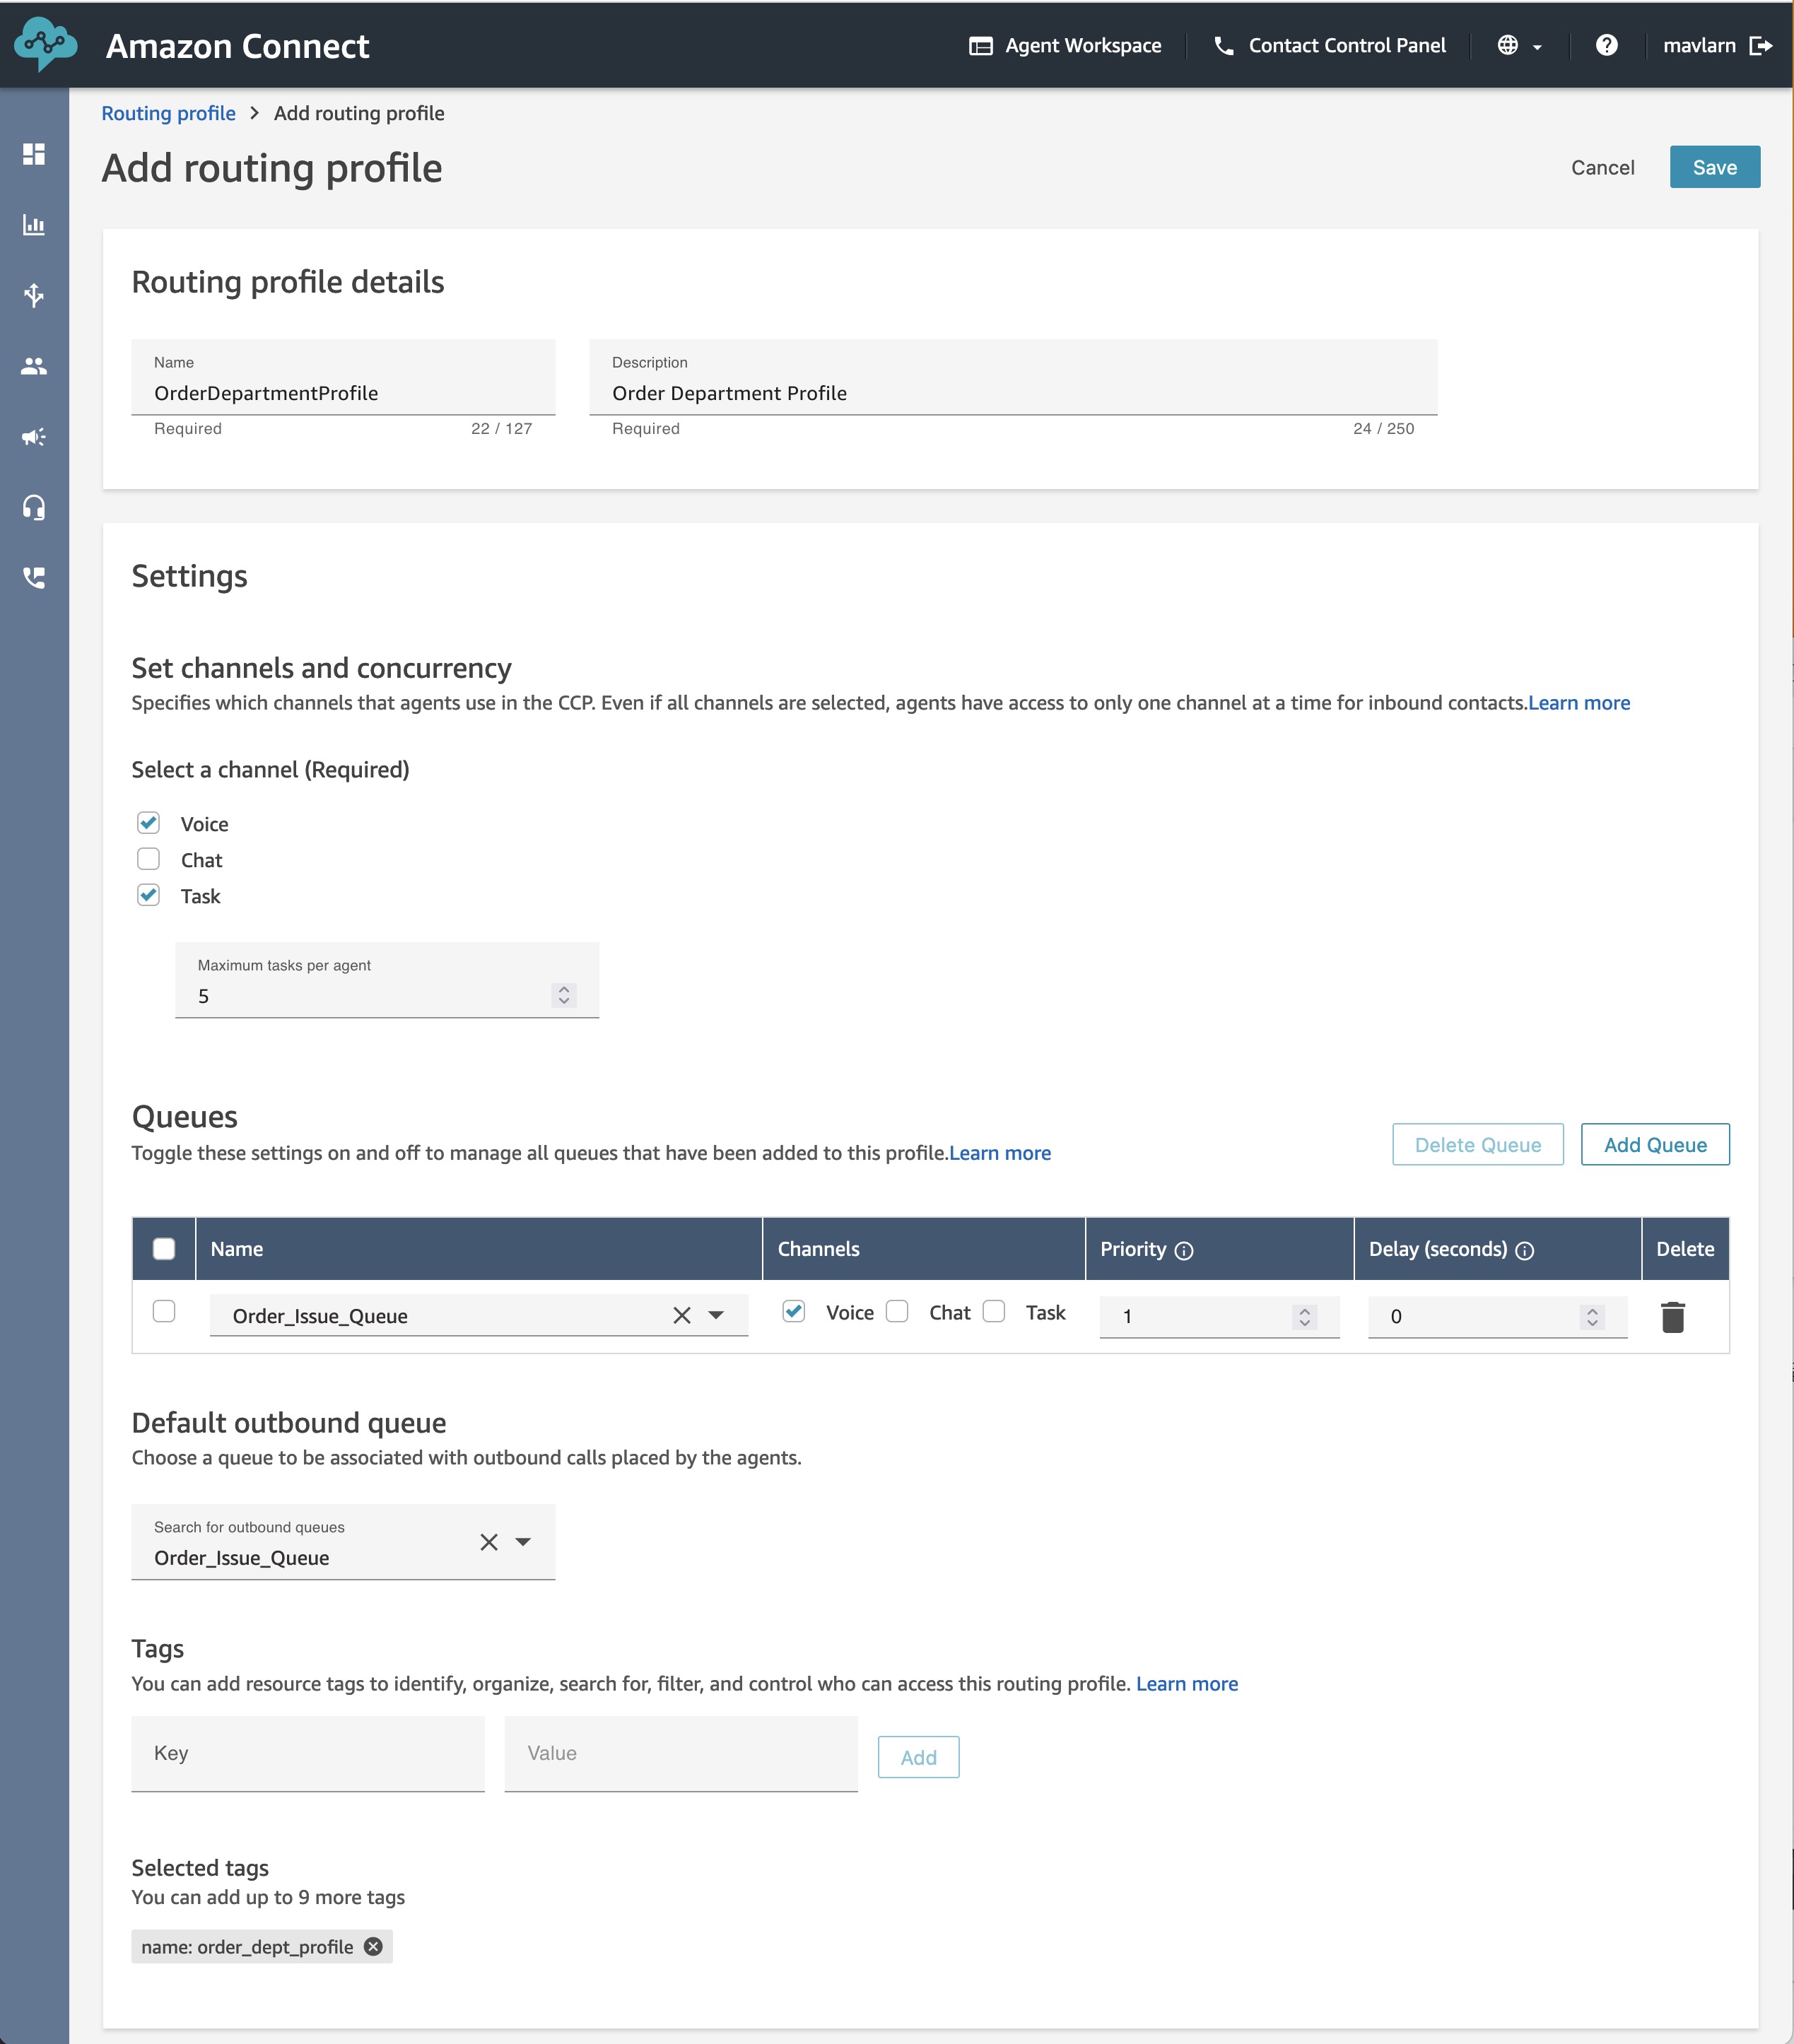 Amazon Connect
Agent Workspace
Contact Control Panel
mavlarn
Routing profile > Add routing profile
Add routing profile
Cancel
Save
Routing profile details
Name
OrderDepartmentProfile
Required 22 / 127
Description
Order Department Profile
Required 24 / 250
Settings
Set channels and concurrency
Specifies which channels that agents use in the CCP. Even if all channels are selected, agents have access to only one channel at a time for inbound contacts.Learn more
Select a channel (Required)
Voice
Chat
Task
Maximum tasks per agent
5
Queues
Toggle these settings on and off to manage all queues that have been added to this profile.Learn more
Delete Queue
Add Queue
Name Channels Priority Delay (seconds) Delete
Order_Issue_Queue Voice Chat Task 1 0
Default outbound queue
Choose a queue to be associated with outbound calls placed by the agents.
Search for outbound queues
Order_Issue_Queue
Tags
You can add resource tags to identify, organize, search for, filter, and control who can access this routing profile. Learn more
Key
Value
Add
Selected tags
You can add up to 9 more tags
name: order_dept_profile